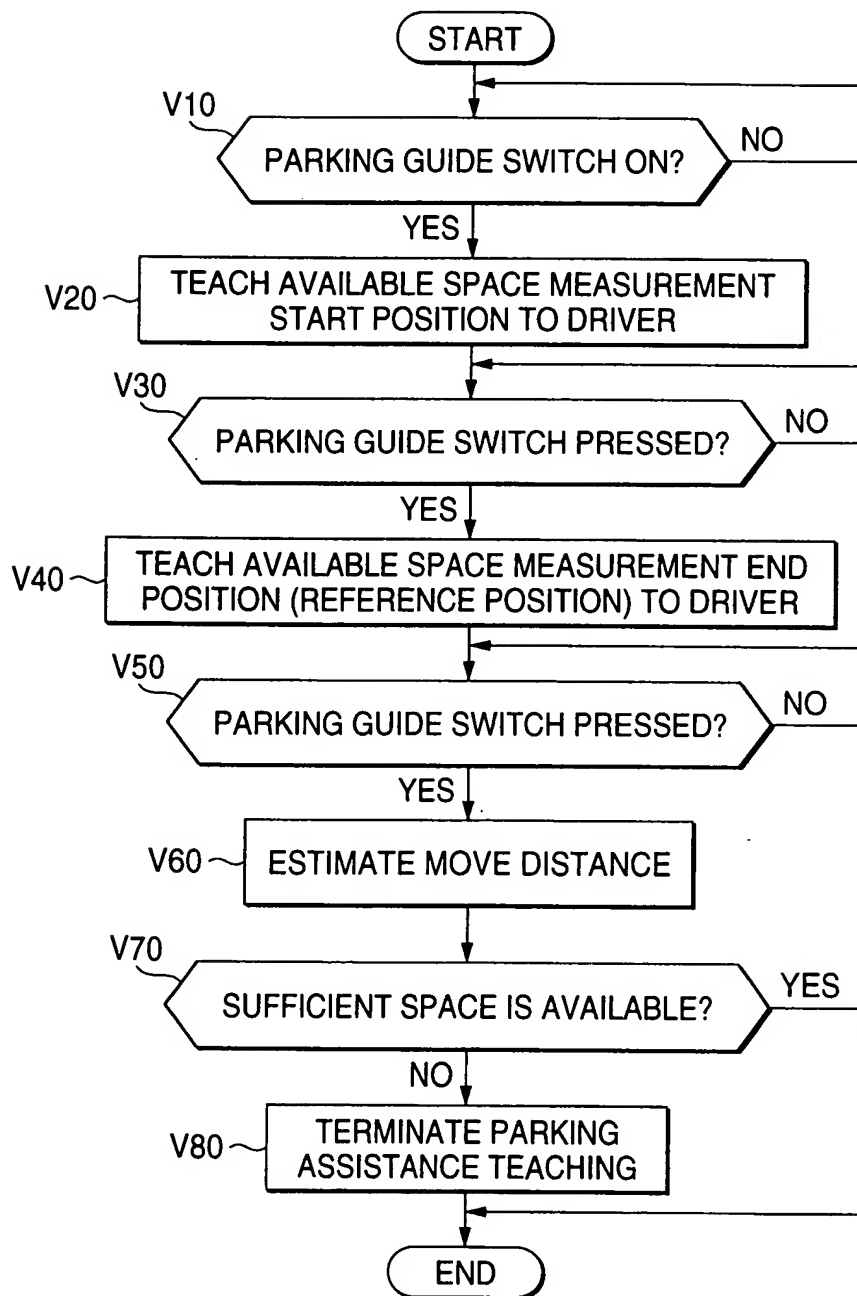 START
V10
PARKING GUIDE SWITCH ON?
NO
YES
V20
TEACH AVAILABLE SPACE MEASUREMENT
START POSITION TO DRIVER
V30
PARKING GUIDE SWITCH PRESSED?
NO
YES
V40
TEACH AVAILABLE SPACE MEASUREMENT END
POSITION (REFERENCE POSITION) TO DRIVER
V50
PARKING GUIDE SWITCH PRESSED?
NO
YES
V60
ESTIMATE MOVE DISTANCE
V70
SUFFICIENT SPACE IS AVAILABLE?
YES
NO
V80
TERMINATE PARKING
ASSISTANCE TEACHING
END